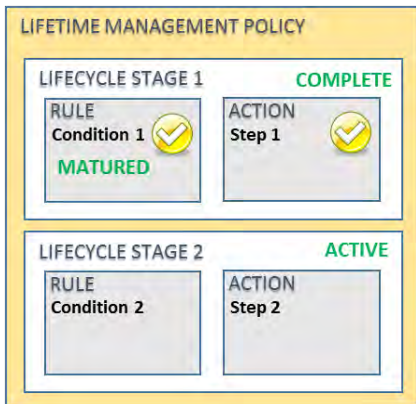 LIFETIME MANAGEMENT POLICY
LIFECYCLE STAGE 1 COMPLETE
RULE ACTION
Condition 1 Step 1
MATURED
LIFECYCLE STAGE 2 ACTIVE
RULE ACTION
Condition 2 Step 2